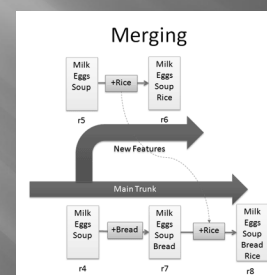 Merging
Milk
Eggs
Soup
+Rice
Milk
Eggs
Soup
Rice
r5
r6
New Features
Main Trunk
Milk
Eggs
Soup
+Bread
Milk
Eggs
Soup
Bread
+Rice
Milk
Eggs
Soup
Bread
Rice
r4
r7
r8